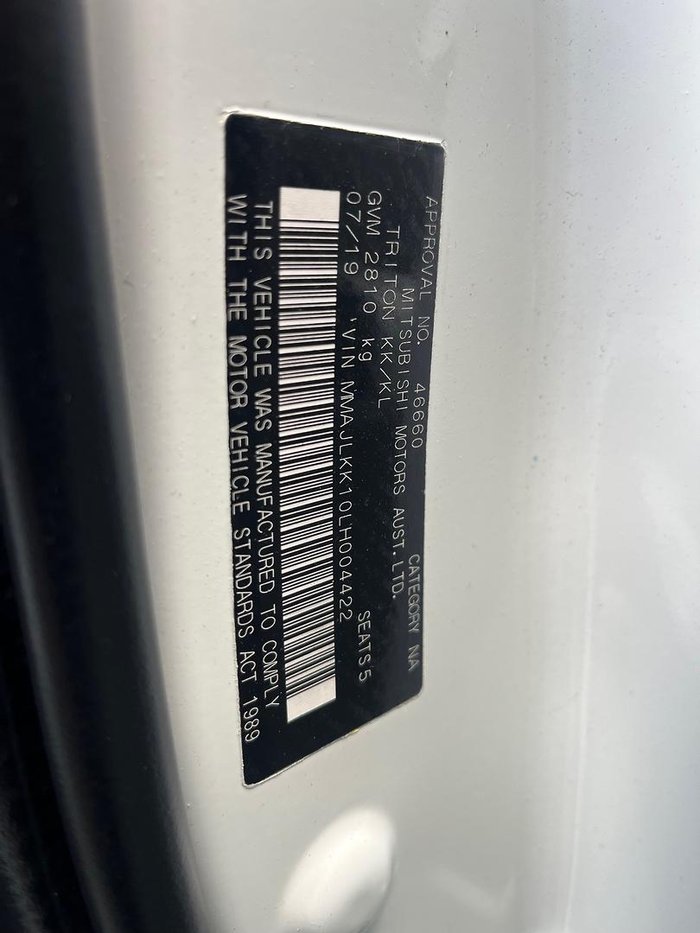 APPROVAL NO. 46660 CATEGORY NA
MITSUBISHI MOTORS AUST. LTD.
TRITON KK/KL
GVM 2810 kg SEATS 5
07/19 'VIN MMAJLKK10LH004422
THIS VEHICLE WAS MANUFACTURED TO COMPLY
WITH THE MOTOR VEHICLE STANDARDS ACT 1989